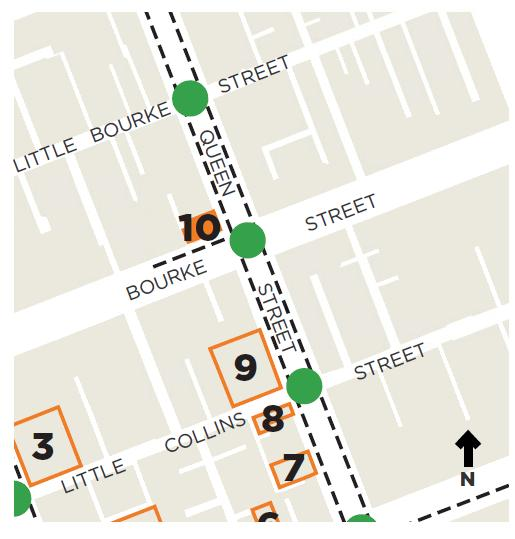 LITTLE BOURKE STREET
QUEEN STREET
10
BOURKE STREET
9
3
8
LITTLE COLLINS STREET
7
N